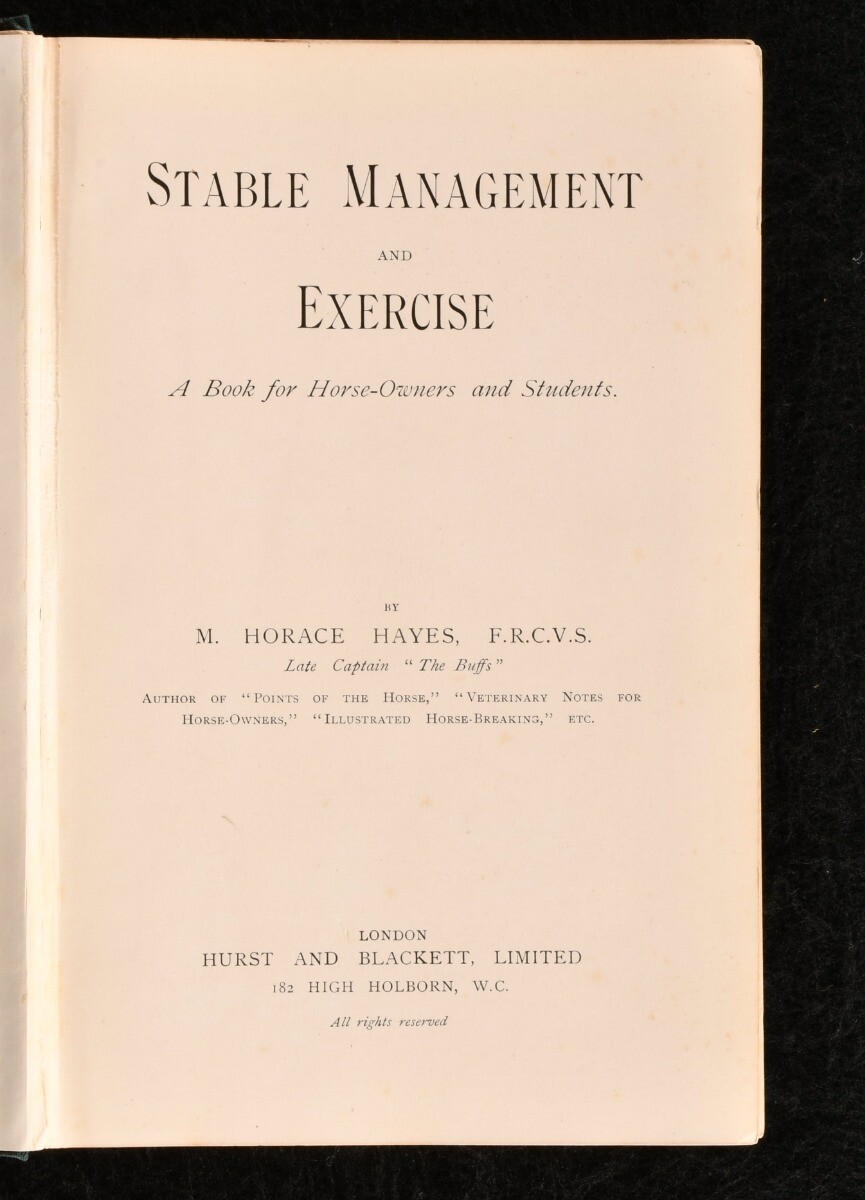 STABLE MANAGEMENT
AND
EXERCISE
A Book for Horse-Owners and Students.
BY
M. HORACE HAYES, F.R.C.V.S.
Late Captain "The Buffs"
AUTHOR OF "POINTS OF THE HORSE," "VETERINARY NOTES FOR
HORSE-OWNERS," "ILLUSTRATED HORSE-BREAKING," ETC.
LONDON
HURST AND BLACKETT, LIMITED
182 HIGH HOLBORN, W.C.
All rights reserved